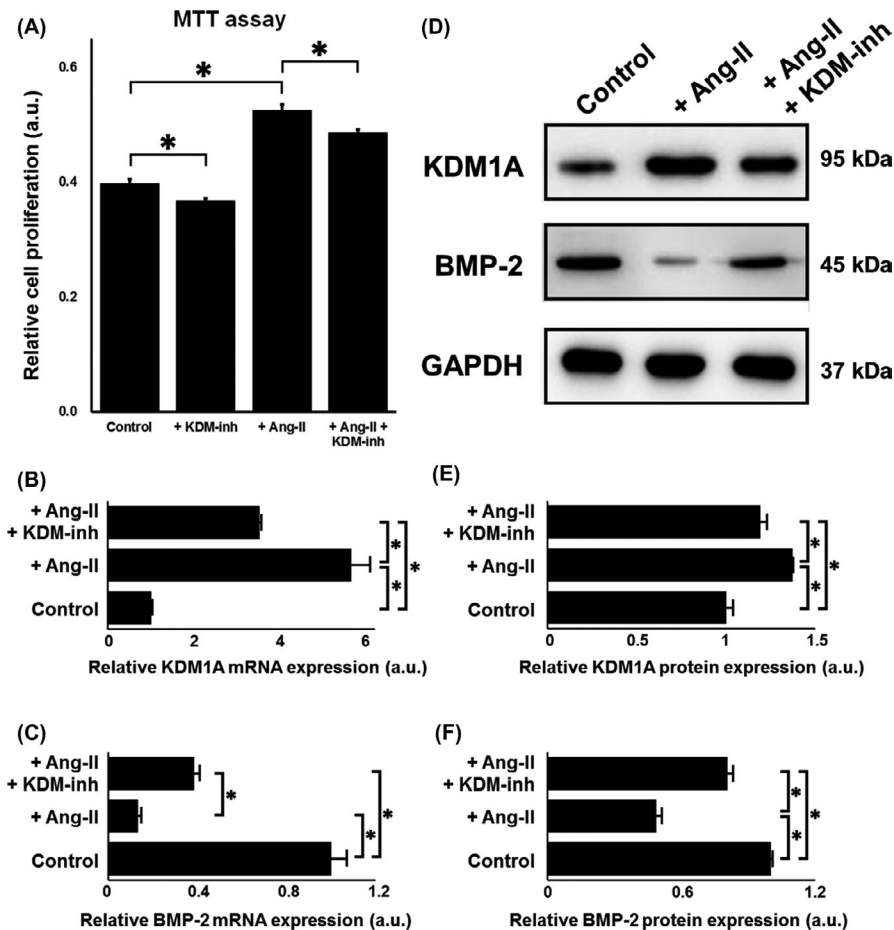 (A)
MTT assay
Relative cell proliferation (a.u.)
0.6
0.4
0.2
0.0
*
*
*
Control
+ KDM-inh
+ Ang-II
+ Ang-II +
KDM-inh
(D)
Control
+ Ang-II
+ Ang-II
+ KDM-inh
KDM1A
95 kDa
BMP-2
45 kDa
GAPDH
37 kDa
(B)
+ Ang-II
+ KDM-inh
+ Ang-II
Control
*
*
*
0
2
4
6
Relative KDM1A mRNA expression (a.u.)
(E)
+ Ang-II
+ KDM-inh
+ Ang-II
Control
*
*
*
0
0.5
1
1.5
Relative KDM1A protein expression (a.u.)
(C)
+ Ang-II
+ KDM-inh
+ Ang-II
Control
*
*
*
0
0.4
0.8
1.2
Relative BMP-2 mRNA expression (a.u.)
(F)
+ Ang-II
+ KDM-inh
+ Ang-II
Control
*
*
*
0
0.6
1.2
Relative BMP-2 protein expression (a.u.)